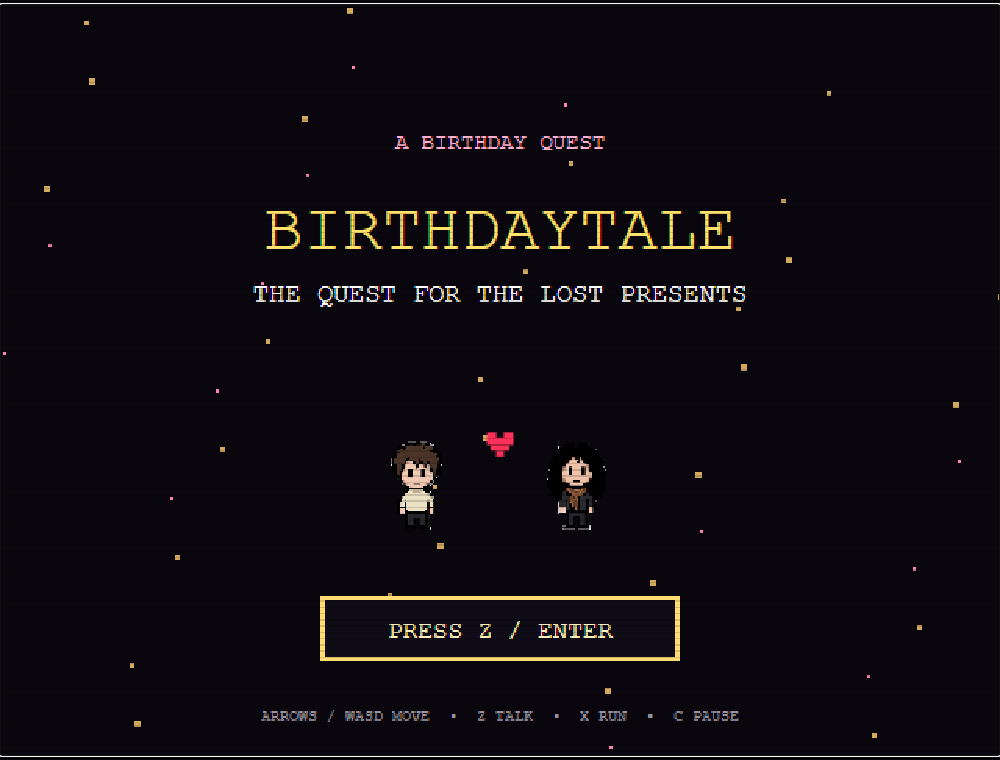 A BIRTHDAY QUEST
BIRTHDAYTALE
THE QUEST FOR THE LOST PRESENTS
PRESS Z / ENTER
ARROWS / WASD MOVE • Z TALK • X RUN • C PAUSE